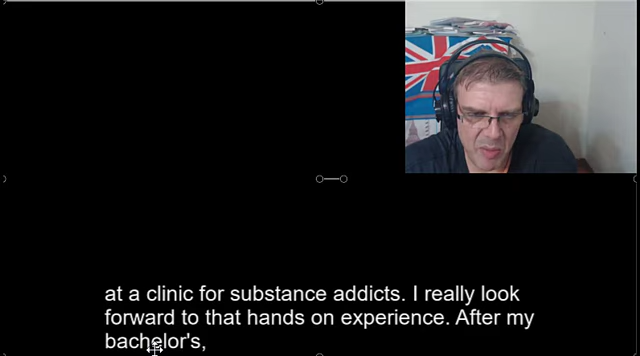 at a clinic for substance addicts. I really look
forward to that hands on experience. After my
bachelor's,